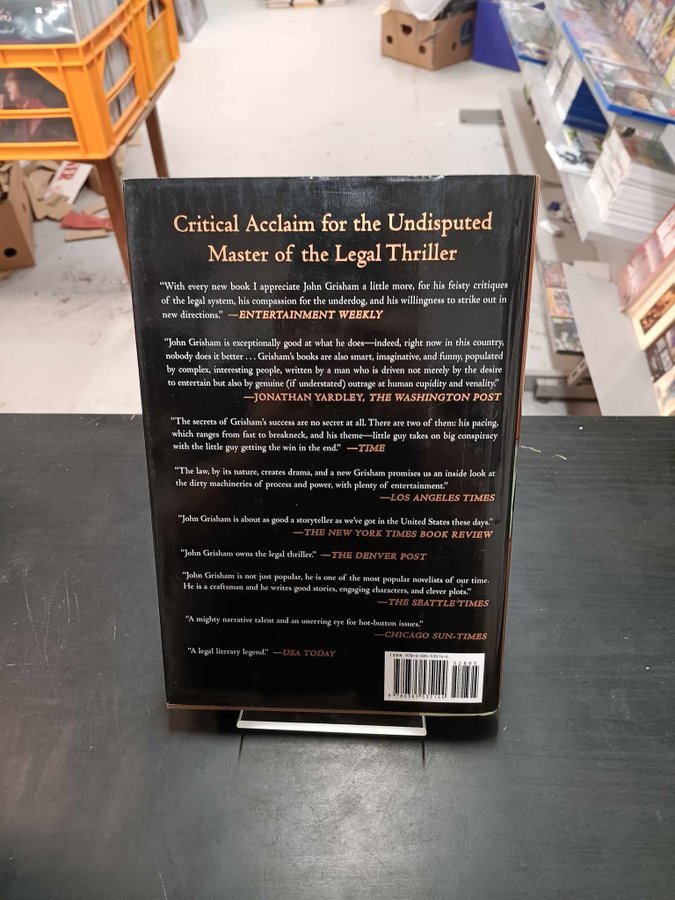 Critical Acclaim for the Undisputed
Master of the Legal Thriller
“With every new book I appreciate John Grisham a little more, for his feisty critiques
of the legal system, his compassion for the underdog, and his willingness to strike out in
new directions.” —ENTERTAINMENT WEEKLY
“John Grisham is exceptionally good at what he does—indeed, right now in this country,
nobody does it better . . . Grisham’s books are also smart, imaginative, and funny, populated
by complex, interesting people, written by a man who is driven not merely by the desire
to entertain but also by genuine (if understated) outrage at human cupidity and venality.”
—JONATHAN YARDLEY, THE WASHINGTON POST
“The secrets of Grisham’s success are no secret at all. There are two of them: his pacing,
which ranges from fast to breakneck, and his theme—little guy takes on big conspiracy
with the little guy getting the win in the end.” —TIME
“The law, by its nature, creates drama, and a new Grisham promises us an inside look at
the dirty machineries of process and power, with plenty of entertainment.”
—LOS ANGELES TIMES
“John Grisham is about as good a storyteller as we’ve got in the United States these days.”
—THE NEW YORK TIMES BOOK REVIEW
“John Grisham owns the legal thriller.” —THE DENVER POST
“John Grisham is not just popular, he is one of the most popular novelists of our time.
He is a craftsman and he writes good stories, engaging characters, and clever plots.”
—THE SEATTLE TIMES
“A mighty narrative talent and an unerring eye for hot-button issues.”
—CHICAGO SUN-TIMES
“A legal literary legend.” —USA TODAY
ISBN 978-0-385-53514-4
52895
9 780385 535144